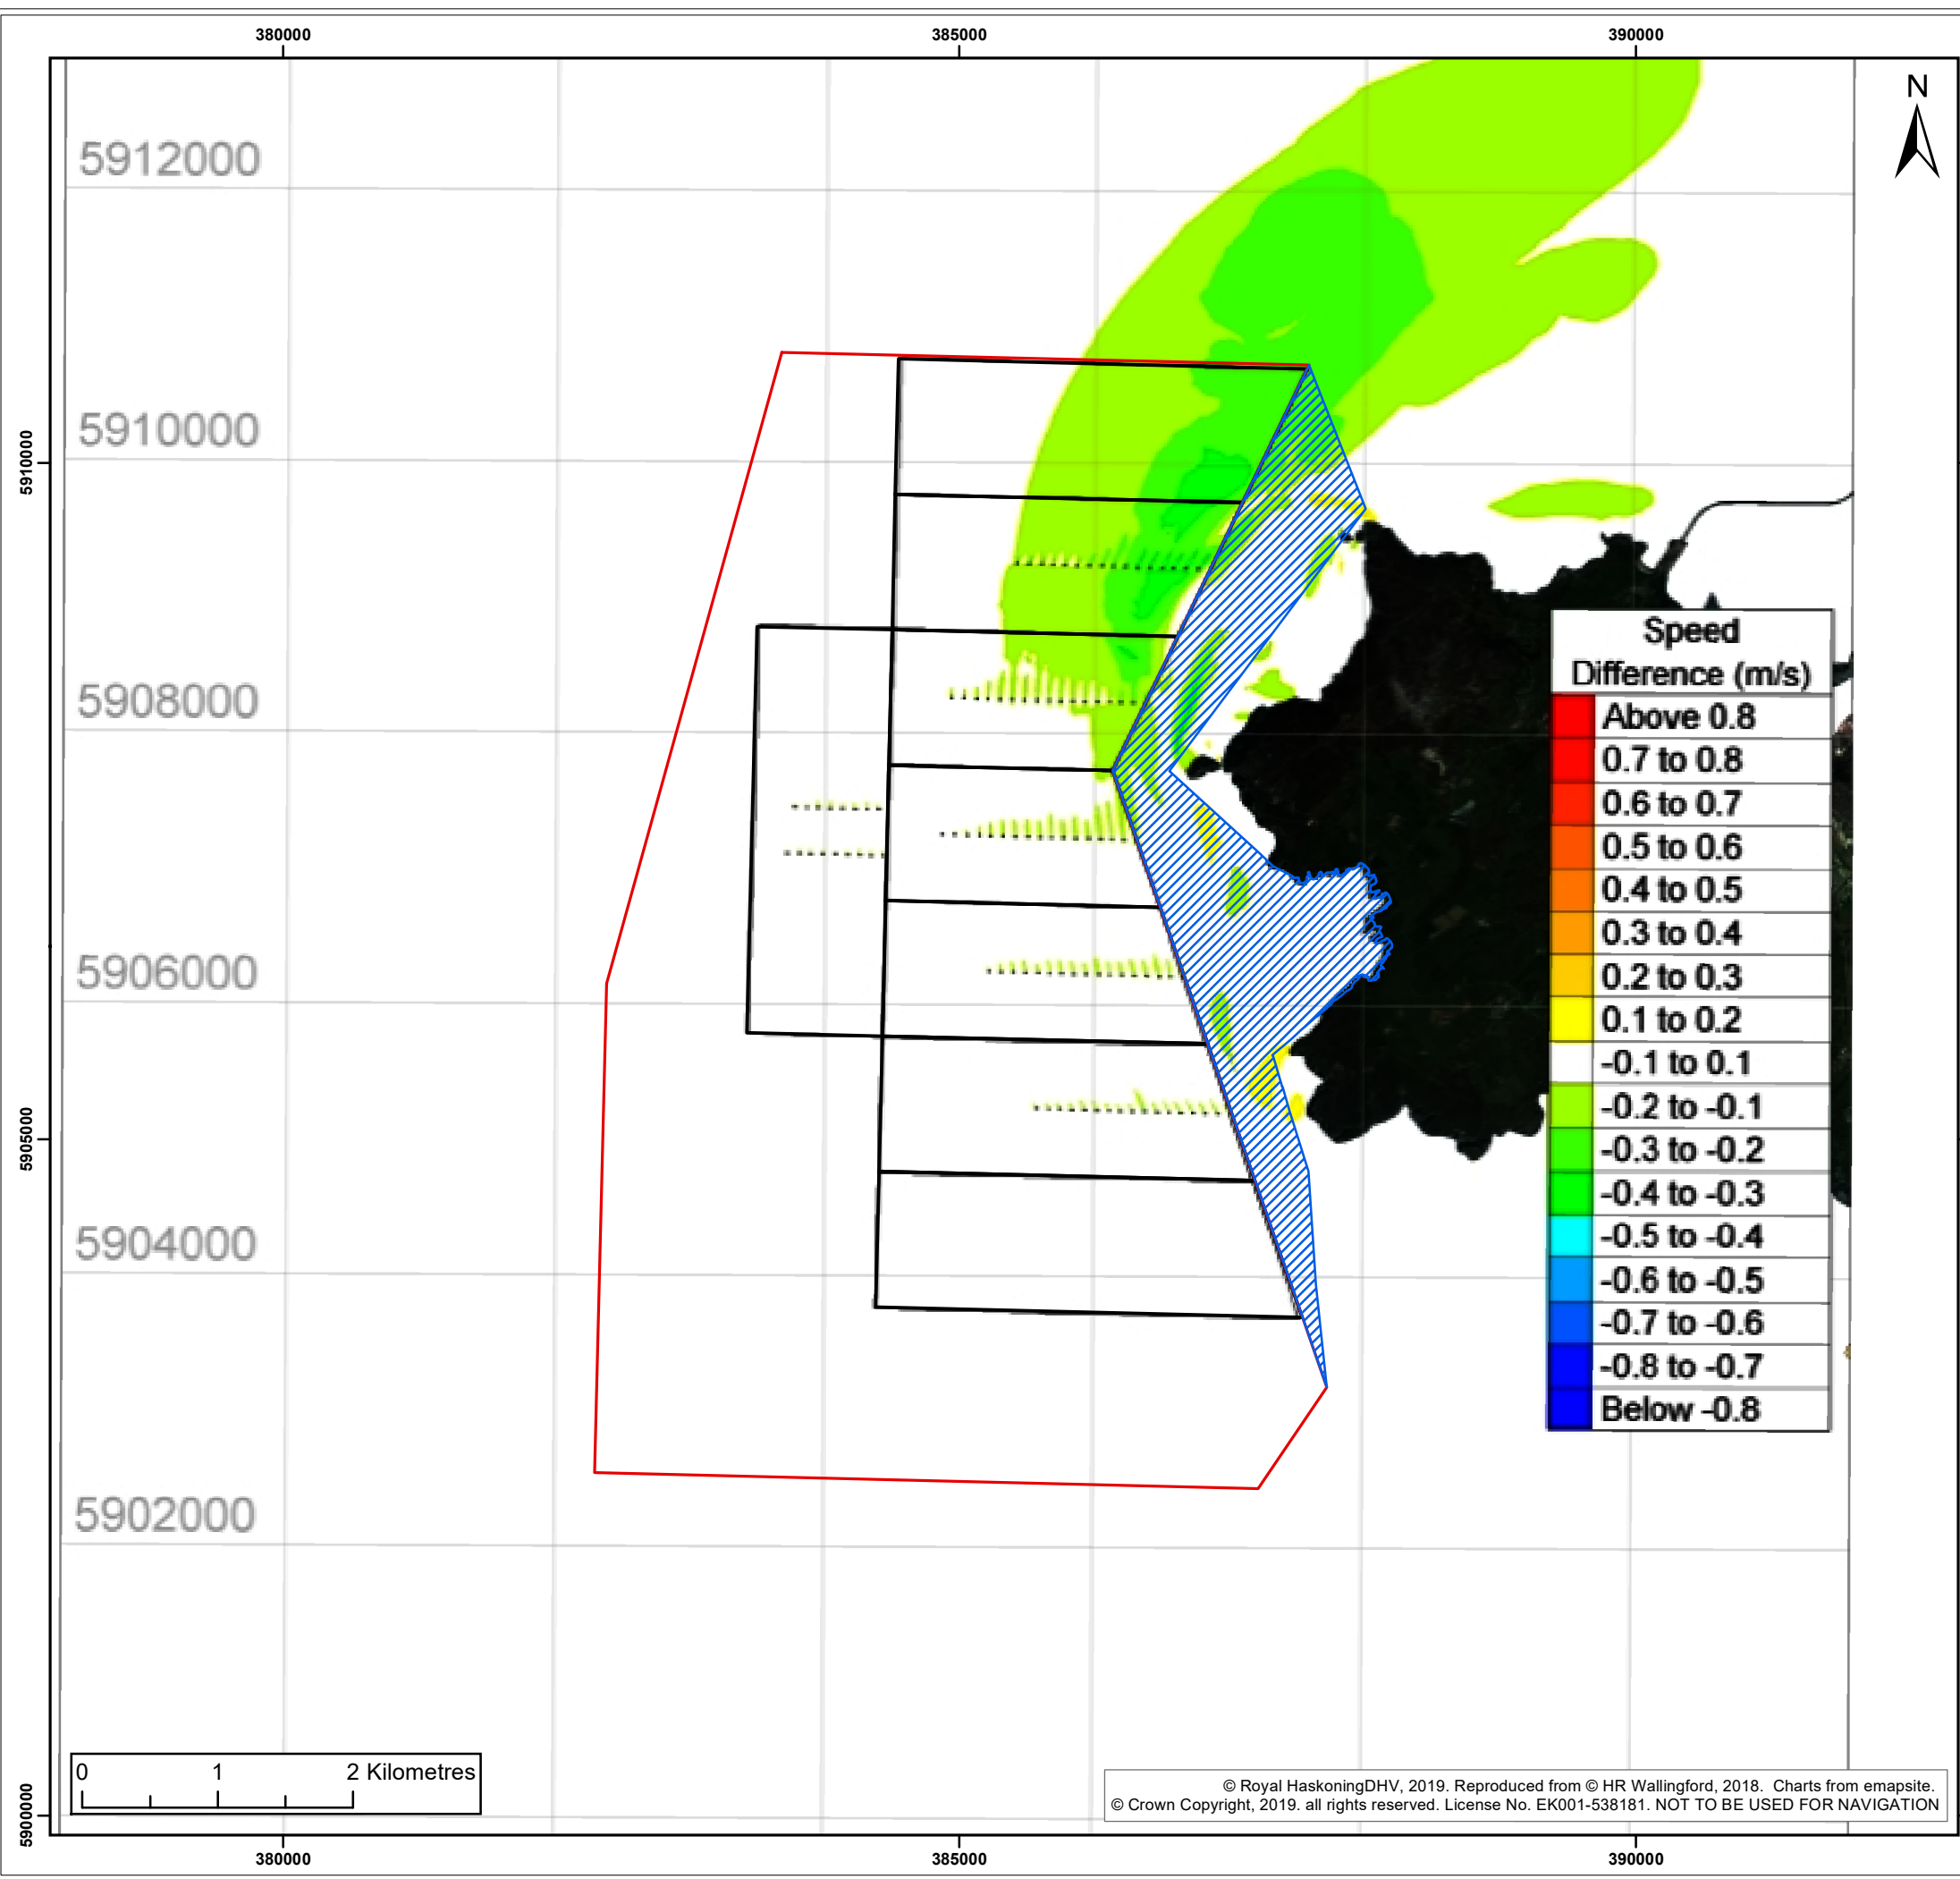 380000 385000 390000
N
5912000
5910000
5910000
5908000
5906000
5905000
5904000
5902000
5900000
Speed
Difference (m/s)
Above 0.8
0.7 to 0.8
0.6 to 0.7
0.5 to 0.6
0.4 to 0.5
0.3 to 0.4
0.2 to 0.3
0.1 to 0.2
-0.1 to 0.1
-0.2 to -0.1
-0.3 to -0.2
-0.4 to -0.3
-0.5 to -0.4
-0.6 to -0.5
-0.7 to -0.6
-0.8 to -0.7
Below -0.8
0 1 2 Kilometres
© Royal HaskoningDHV, 2019. Reproduced from © HR Wallingford, 2018. Charts from emapsite.
© Crown Copyright, 2019. all rights reserved. License No. EK001-538181. NOT TO BE USED FOR NAVIGATION
380000 385000 390000